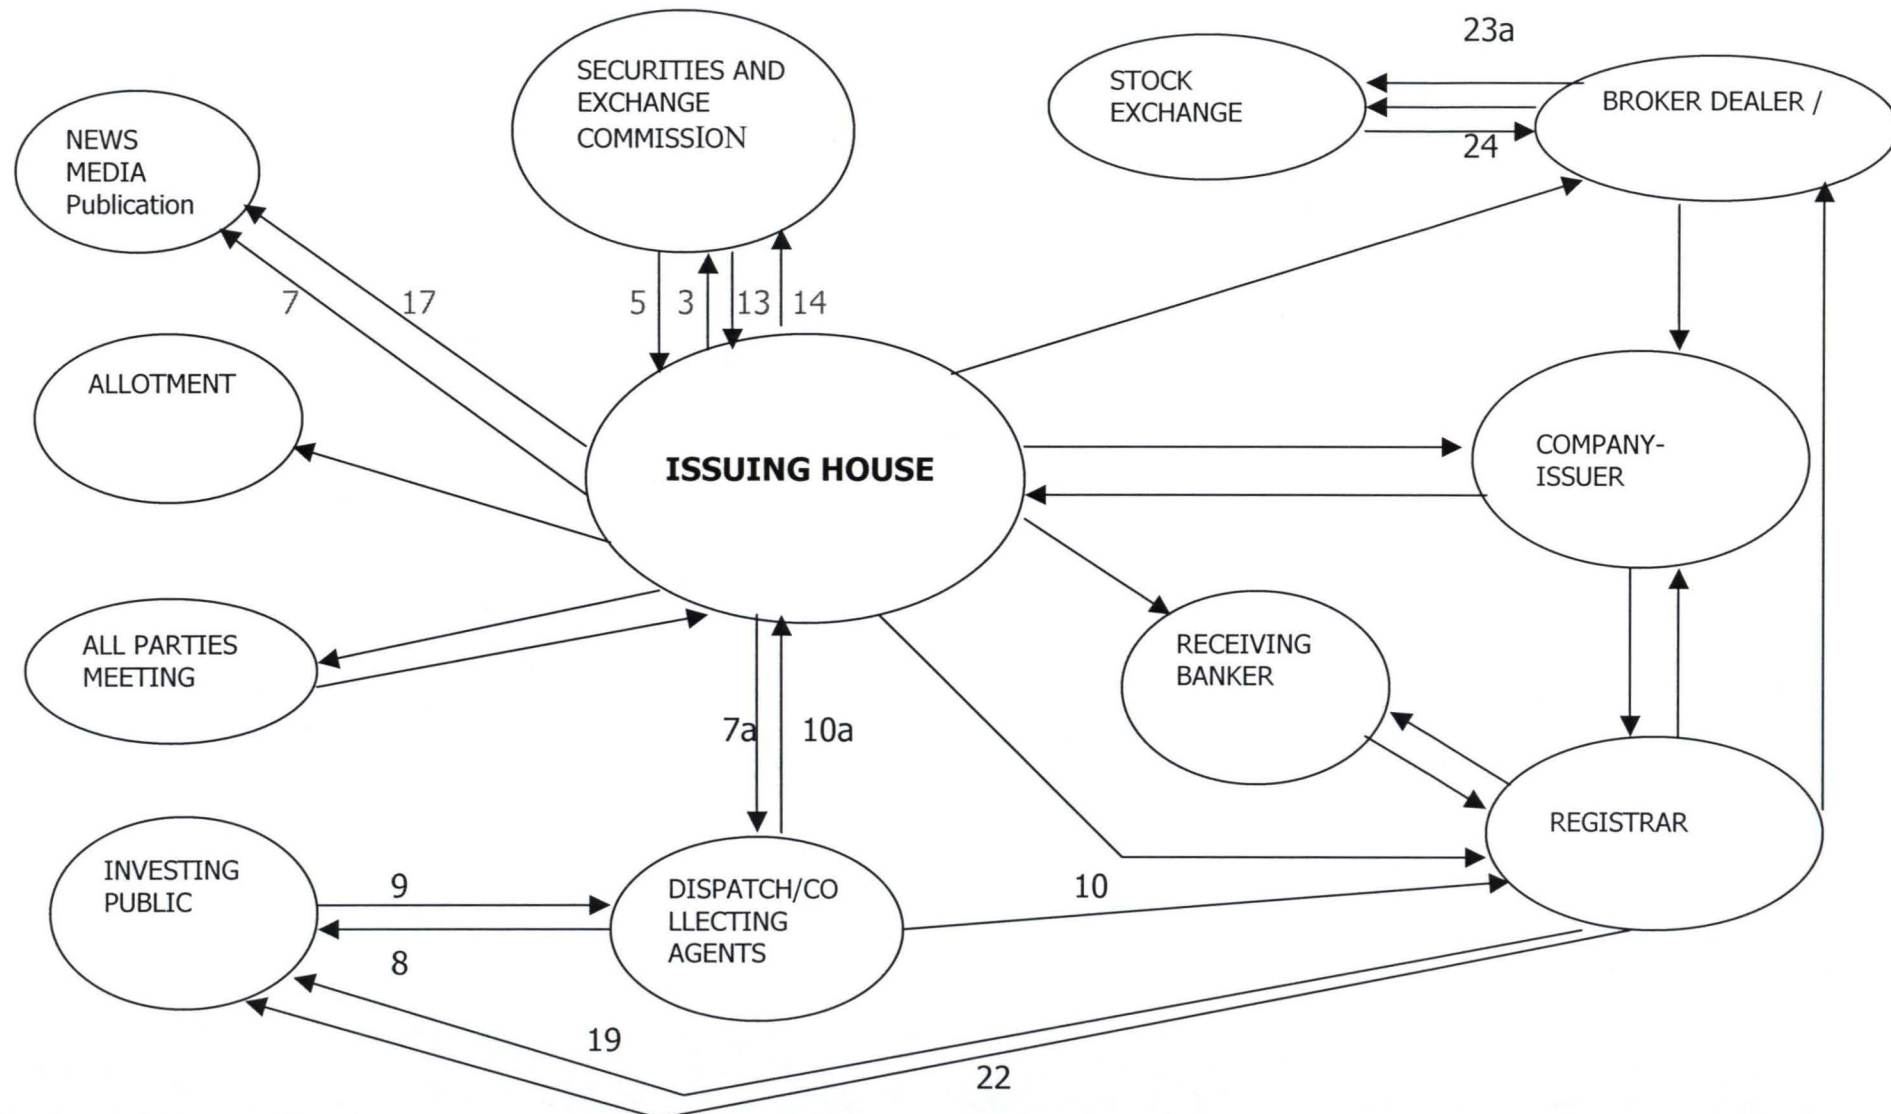 23a
SECURITIES AND
EXCHANGE
COMMISSION
STOCK
EXCHANGE
BROKER DEALER /
24
NEWS
MEDIA
Publication
7
17
5
3
13
14
ALLOTMENT
ISSUING HOUSE
COMPANY-
ISSUER
ALL PARTIES
MEETING
RECEIVING
BANKER
7a
10a
REGISTRAR
INVESTING
PUBLIC
9
8
DISPATCH/CO
LLECTING
AGENTS
10
19
22